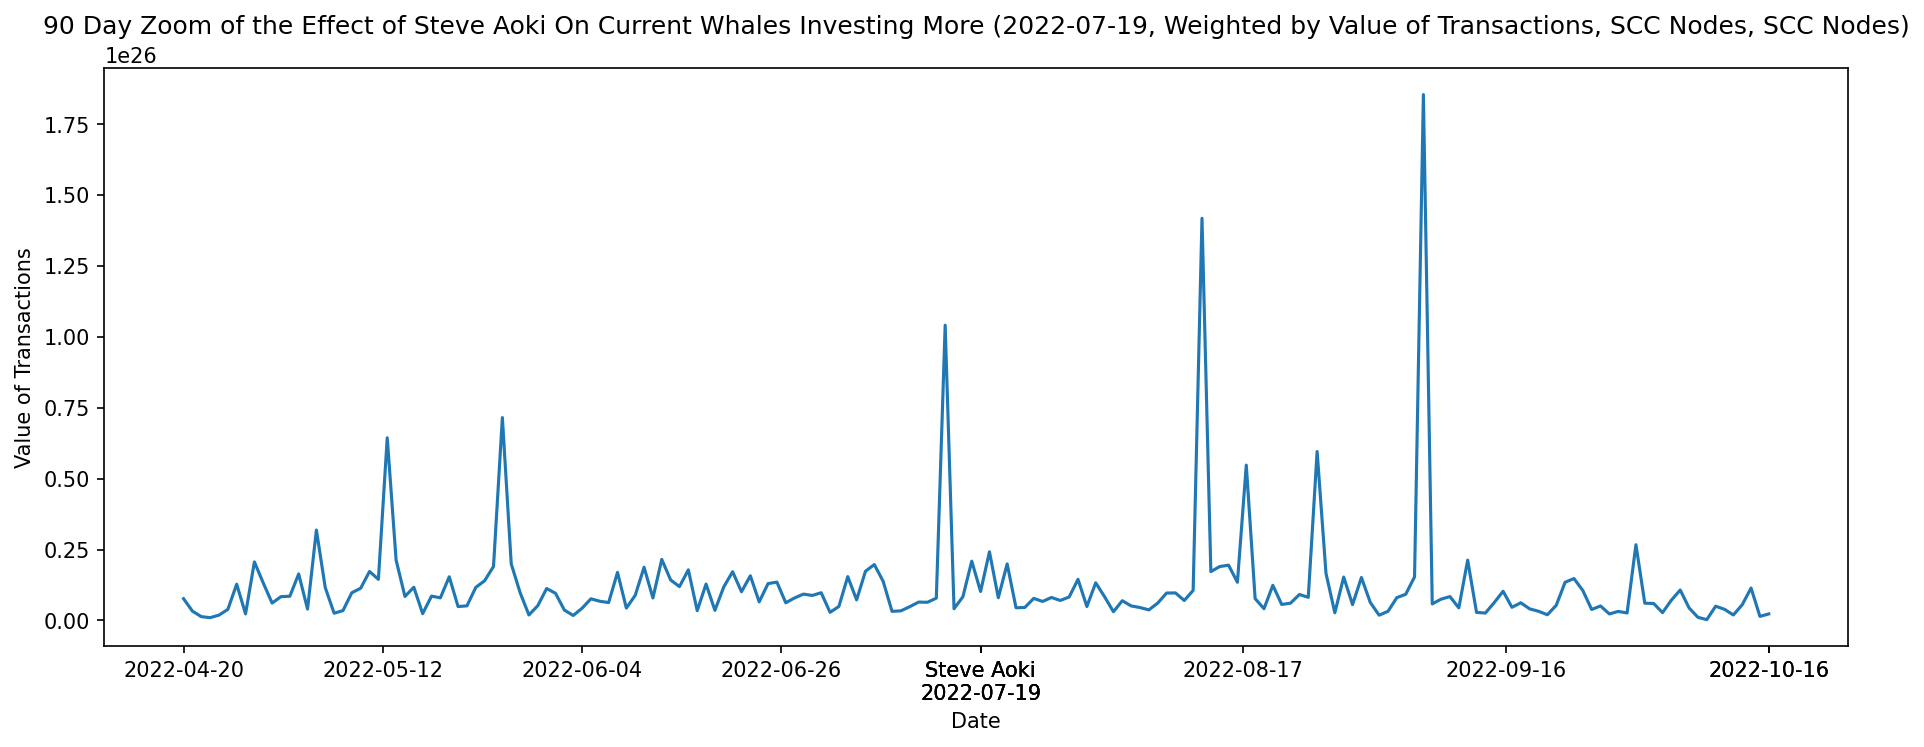 90 Day Zoom of the Effect of Steve Aoki On Current Whales Investing More (2022-07-19, Weighted by Value of Transactions, SCC Nodes, SCC Nodes)
1e26
1.75
1.50
1.25
1.00
0.75
0.50
0.25
0.00
Value of Transactions
2022-04-20 2022-05-12 2022-06-04 2022-06-26 Steve Aoki 2022-08-17 2022-09-16 2022-10-16
2022-07-19
Date